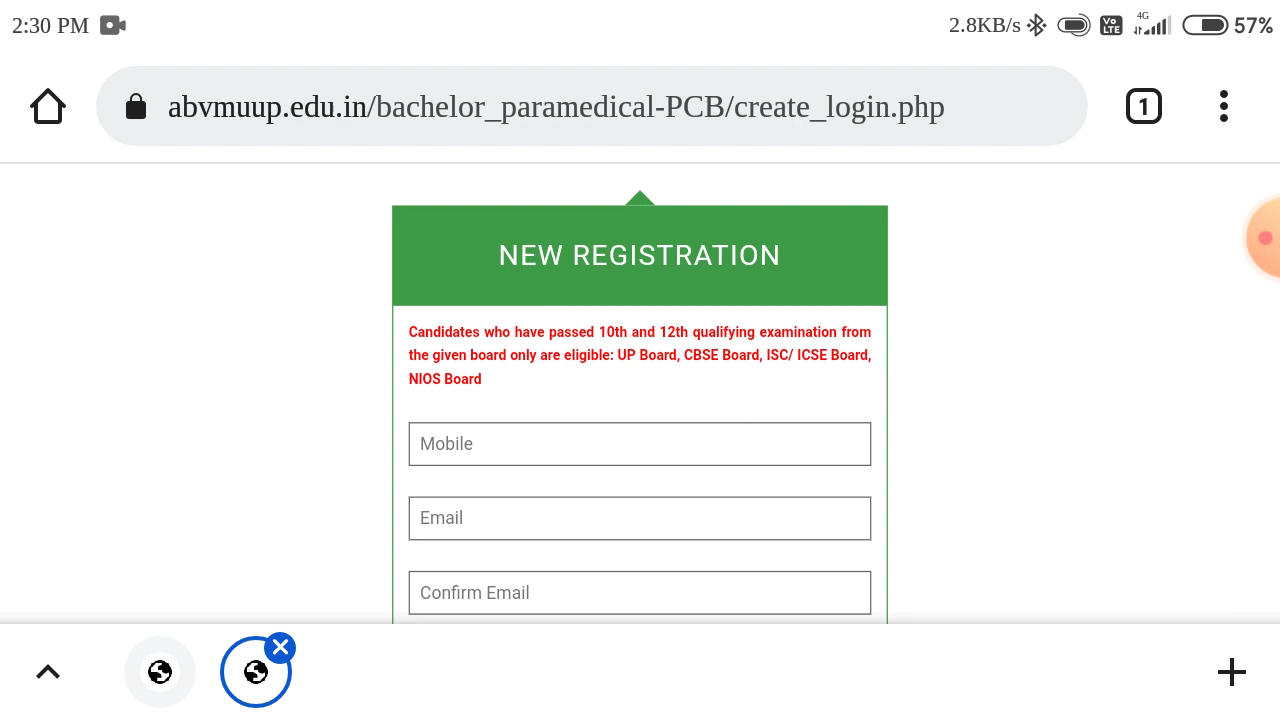 2:30 PM 2.8KB/s Vo LTE 4G 57%
abvmuup.edu.in/bachelor_paramedical-PCB/create_login.php 1
NEW REGISTRATION
Candidates who have passed 10th and 12th qualifying examination from
the given board only are eligible: UP Board, CBSE Board, ISC/ ICSE Board,
NIOS Board
Mobile
Email
Confirm Email